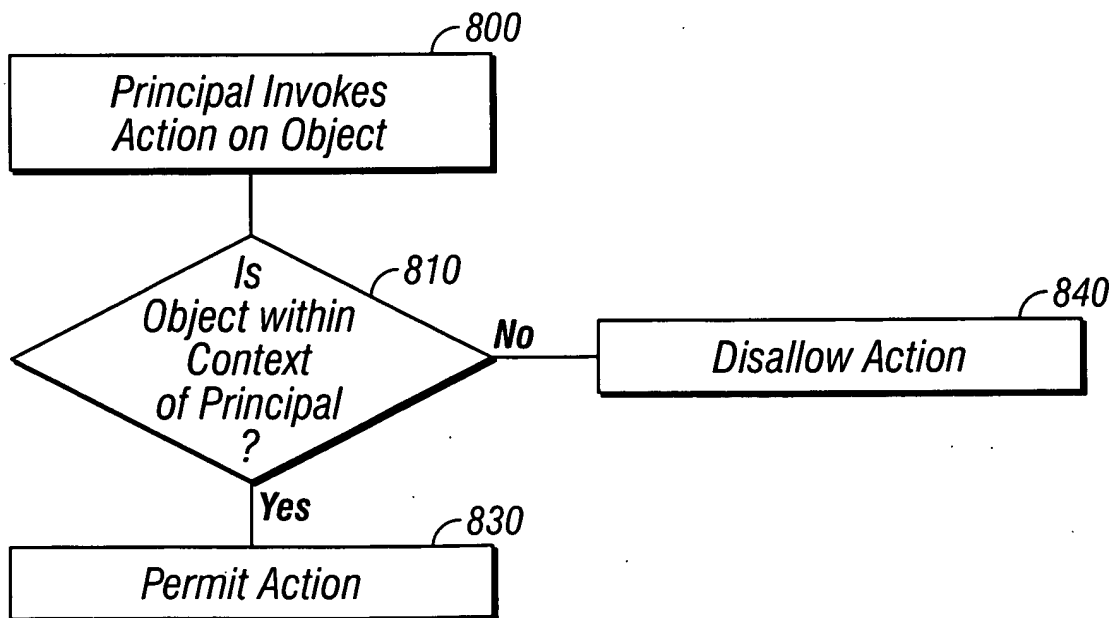 800
Principal Invokes
Action on Object
810
Is
Object within
Context
of Principal
?
No
840
Disallow Action
Yes
830
Permit Action